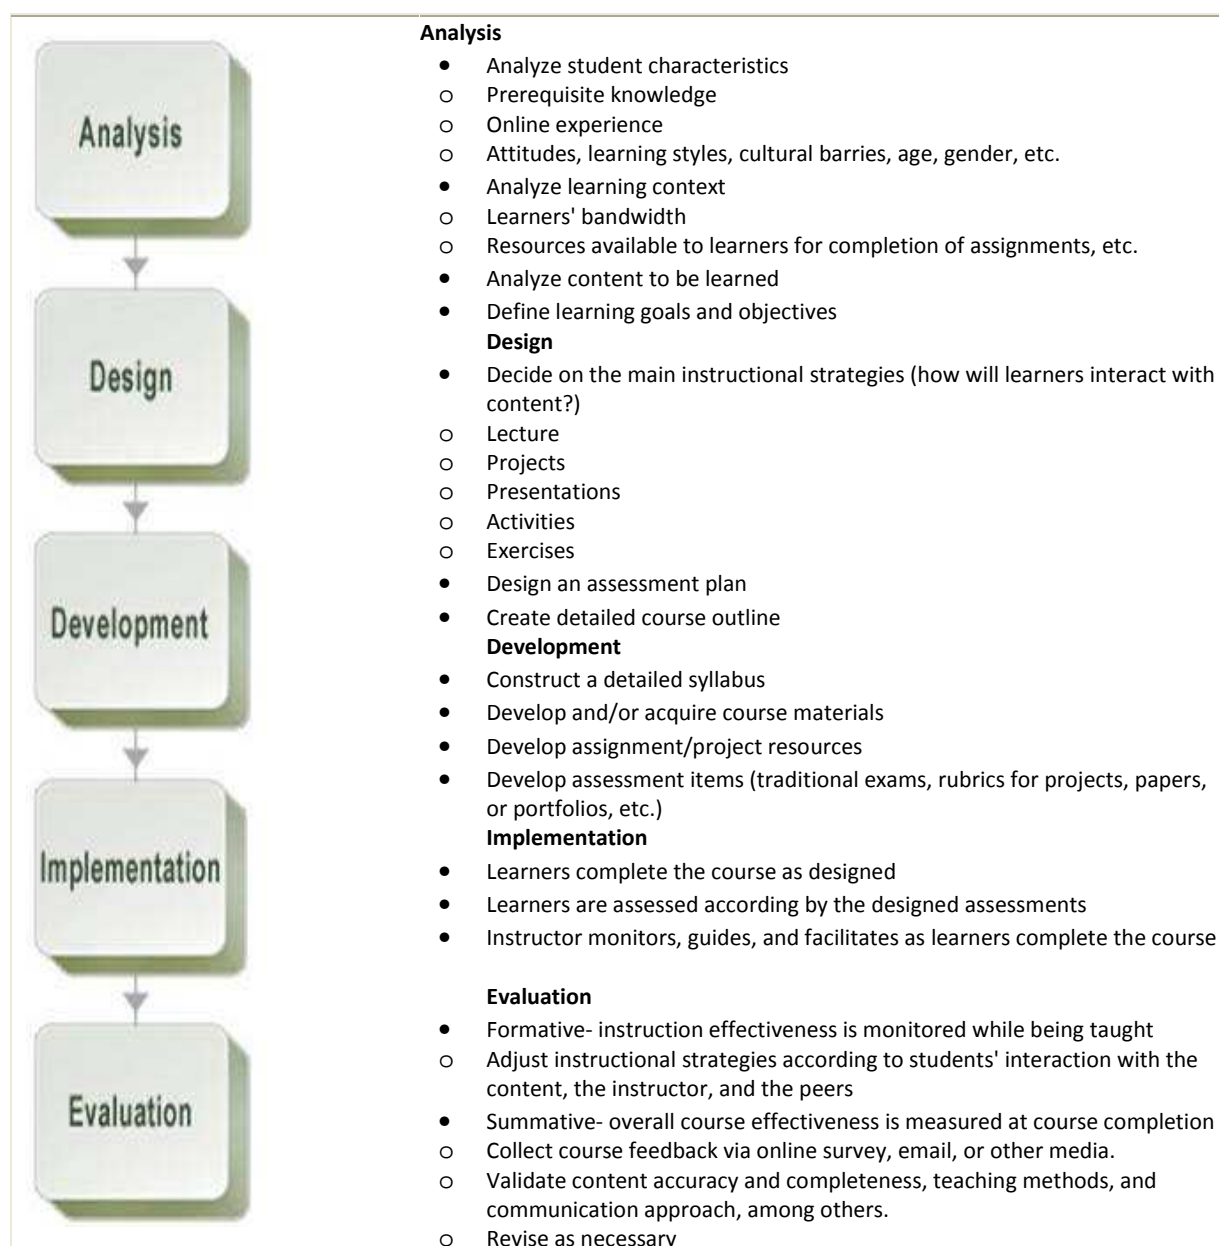 Analysis
Design
Development
Implementation
Evaluation
Analysis
• Analyze student characteristics
o Prerequisite knowledge
o Online experience
o Attitudes, learning styles, cultural barries, age, gender, etc.
• Analyze learning context
o Learners' bandwidth
o Resources available to learners for completion of assignments, etc.
• Analyze content to be learned
• Define learning goals and objectives
Design
• Decide on the main instructional strategies (how will learners interact with
content?)
o Lecture
o Projects
o Presentations
o Activities
o Exercises
• Design an assessment plan
• Create detailed course outline
Development
• Construct a detailed syllabus
• Develop and/or acquire course materials
• Develop assignment/project resources
• Develop assessment items (traditional exams, rubrics for projects, papers,
or portfolios, etc.)
Implementation
• Learners complete the course as designed
• Learners are assessed according by the designed assessments
• Instructor monitors, guides, and facilitates as learners complete the course
Evaluation
• Formative- instruction effectiveness is monitored while being taught
o Adjust instructional strategies according to students' interaction with the
content, the instructor, and the peers
• Summative- overall course effectiveness is measured at course completion
o Collect course feedback via online survey, email, or other media.
o Validate content accuracy and completeness, teaching methods, and
communication approach, among others.
o Revise as necessary